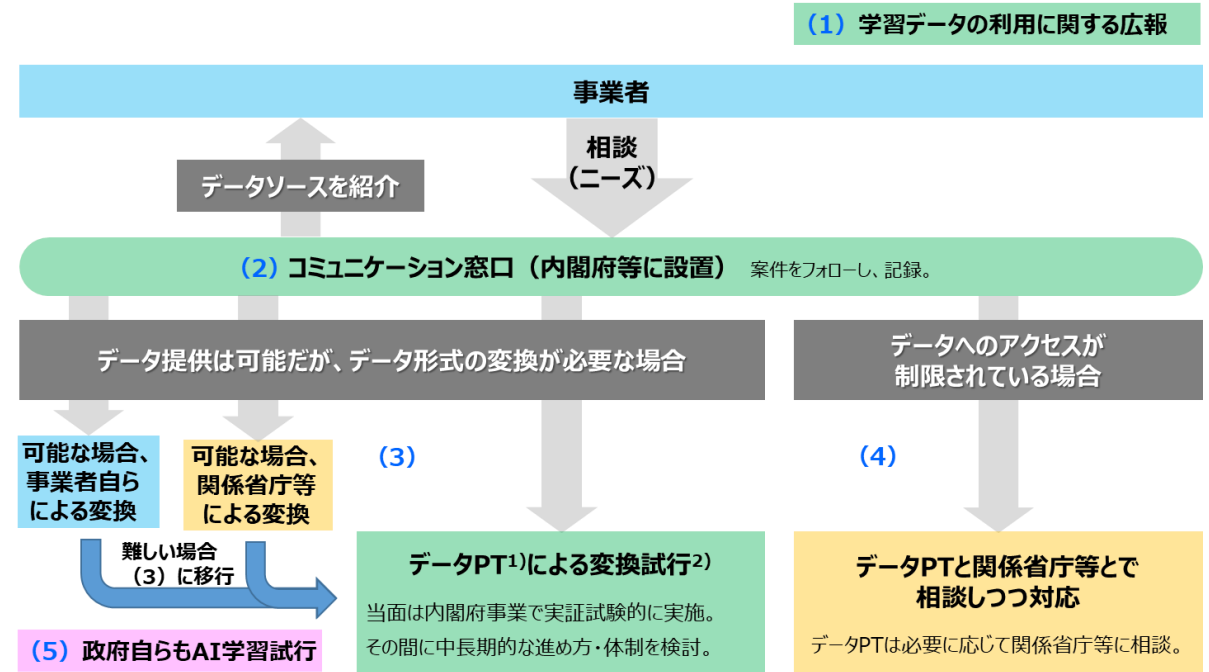 （1）学習データの利用に関する広報
事業者
相談
（ニーズ）
データソースを紹介
（2）コミュニケーション窓口（内閣府等に設置） 案件をフォローし、記録。
データ提供は可能だが、データ形式の変換が必要な場合
データへのアクセスが
制限されている場合
可能な場合、
事業者自ら
による変換
可能な場合、
関係省庁等
による変換
（3）
（4）
難しい場合
（3）に移行
データPT1)による変換試行2)
当面は内閣府事業で実証試験的に実施。
その間に中長期的な進め方・体制を検討。
データPTと関係省庁等とで
相談しつつ対応
データPTは必要に応じて関係省庁等に相談。
（5）政府自らもAI学習試行